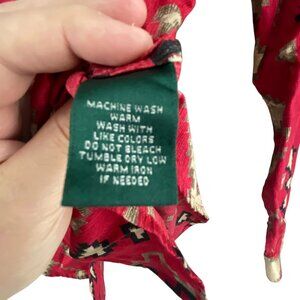 MACHINE WASH
WARM
WASH WITH
LIKE COLORS
DO NOT BLEACH
TUMBLE DRY LOW
WARM IRON
IF NEEDED